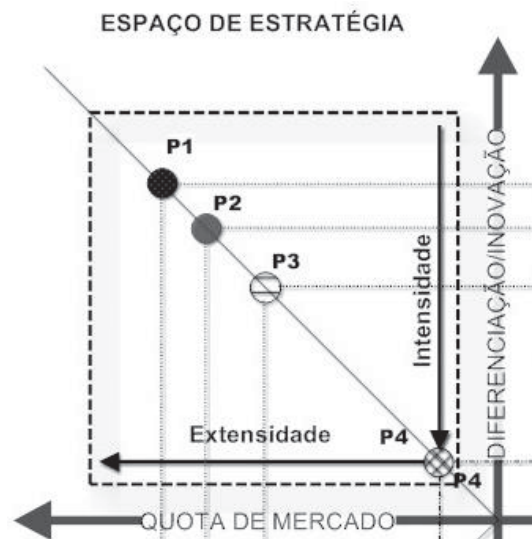 ESPAÇO DE ESTRATÉGIA
P1
P2
P3
Intensidade
DIFERENCIAÇÃO/INOVAÇÃO
Extensidade
P4
P4
QUOTA DE MERCADO